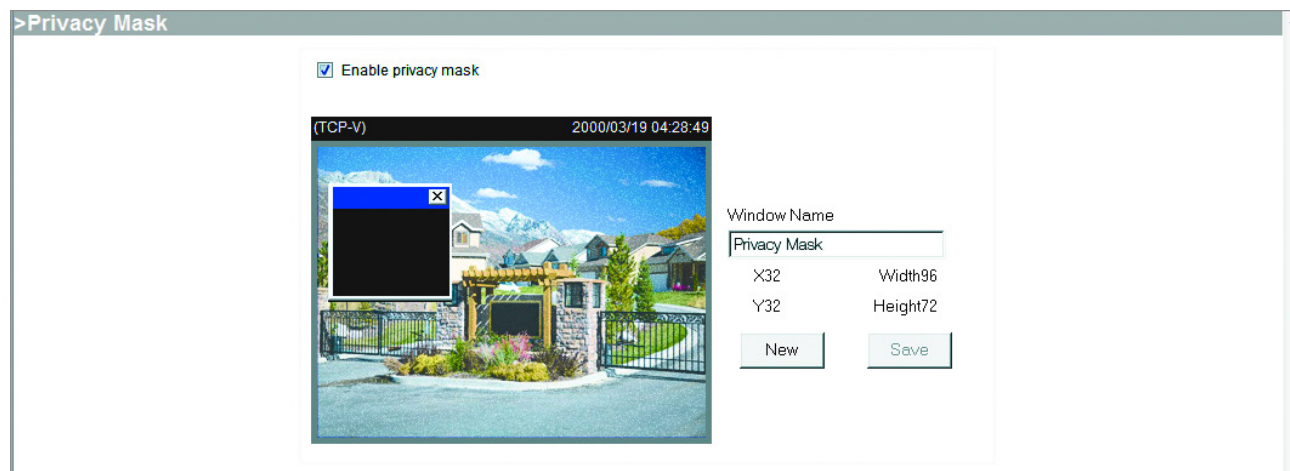 >Privacy Mask
Enable privacy mask
(TCP-V) 2000/03/19 04:28:49
Window Name
Privacy Mask
X32 Width96
Y32 Height72
New Save